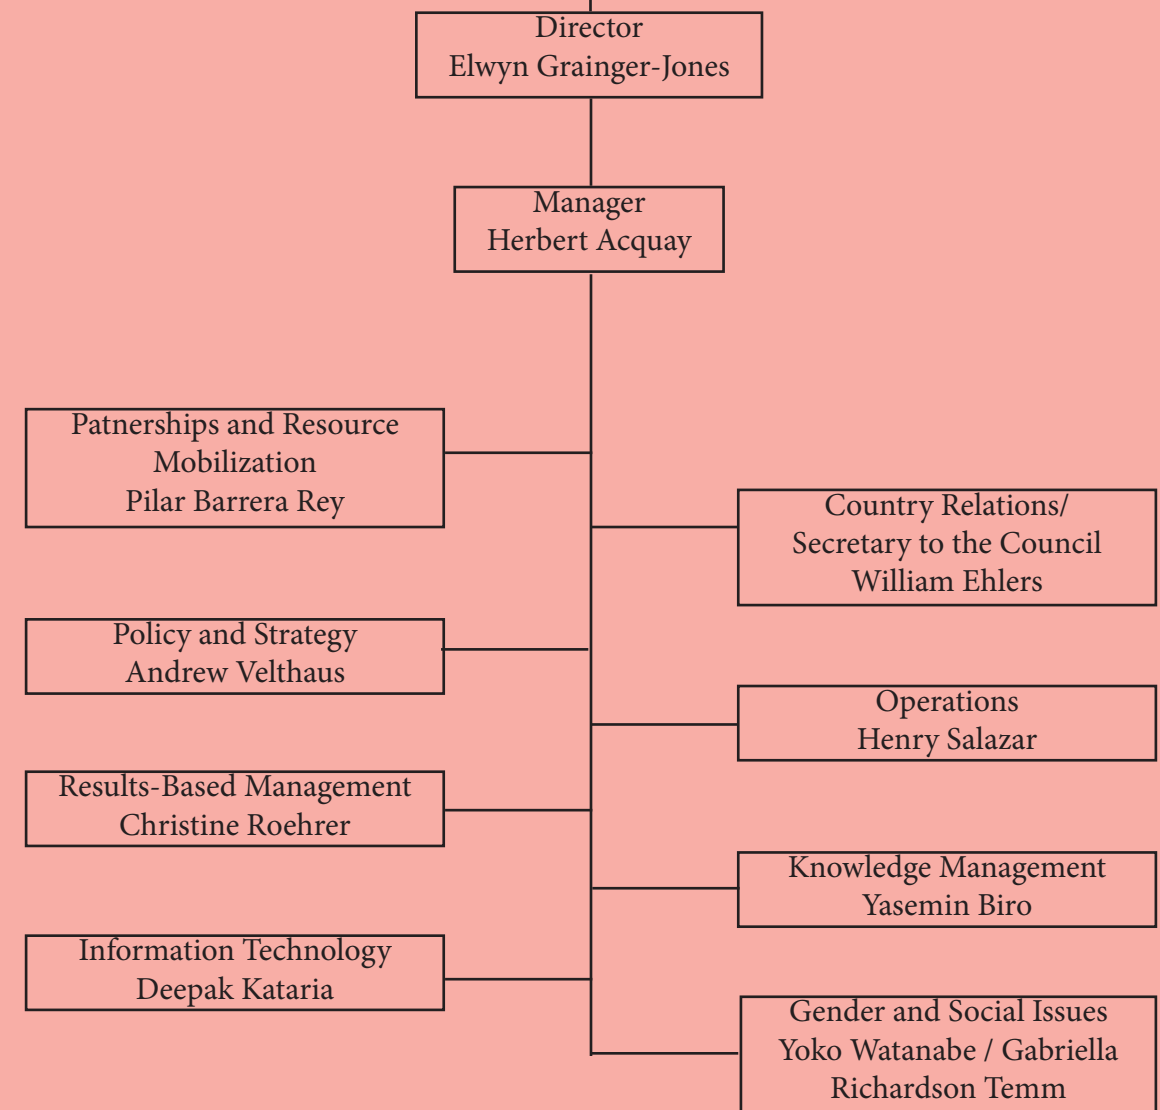 Director
Elwyn Grainger-Jones
Manager
Herbert Acquay
Patnerships and Resource
Mobilization
Pilar Barrera Rey
Country Relations/
Secretary to the Council
William Ehlers
Policy and Strategy
Andrew Velthaus
Operations
Henry Salazar
Results-Based Management
Christine Roehrer
Knowledge Management
Yasemin Biro
Information Technology
Deepak Kataria
Gender and Social Issues
Yoko Watanabe / Gabriella
Richardson Temm